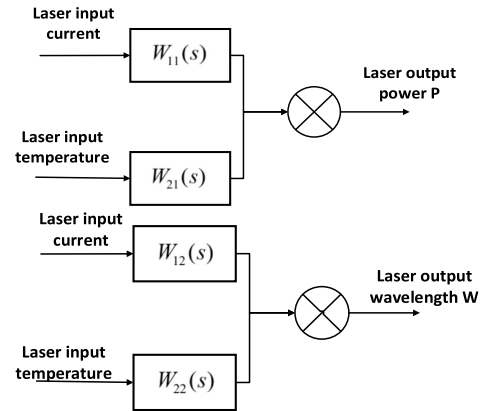 Laser input
current
W₁₁(s)
Laser output
power P
Laser input
temperature
W₂₁(s)
Laser input
current
W₁₂(s)
Laser output
wavelength W
Laser input
temperature
W₂₂(s)